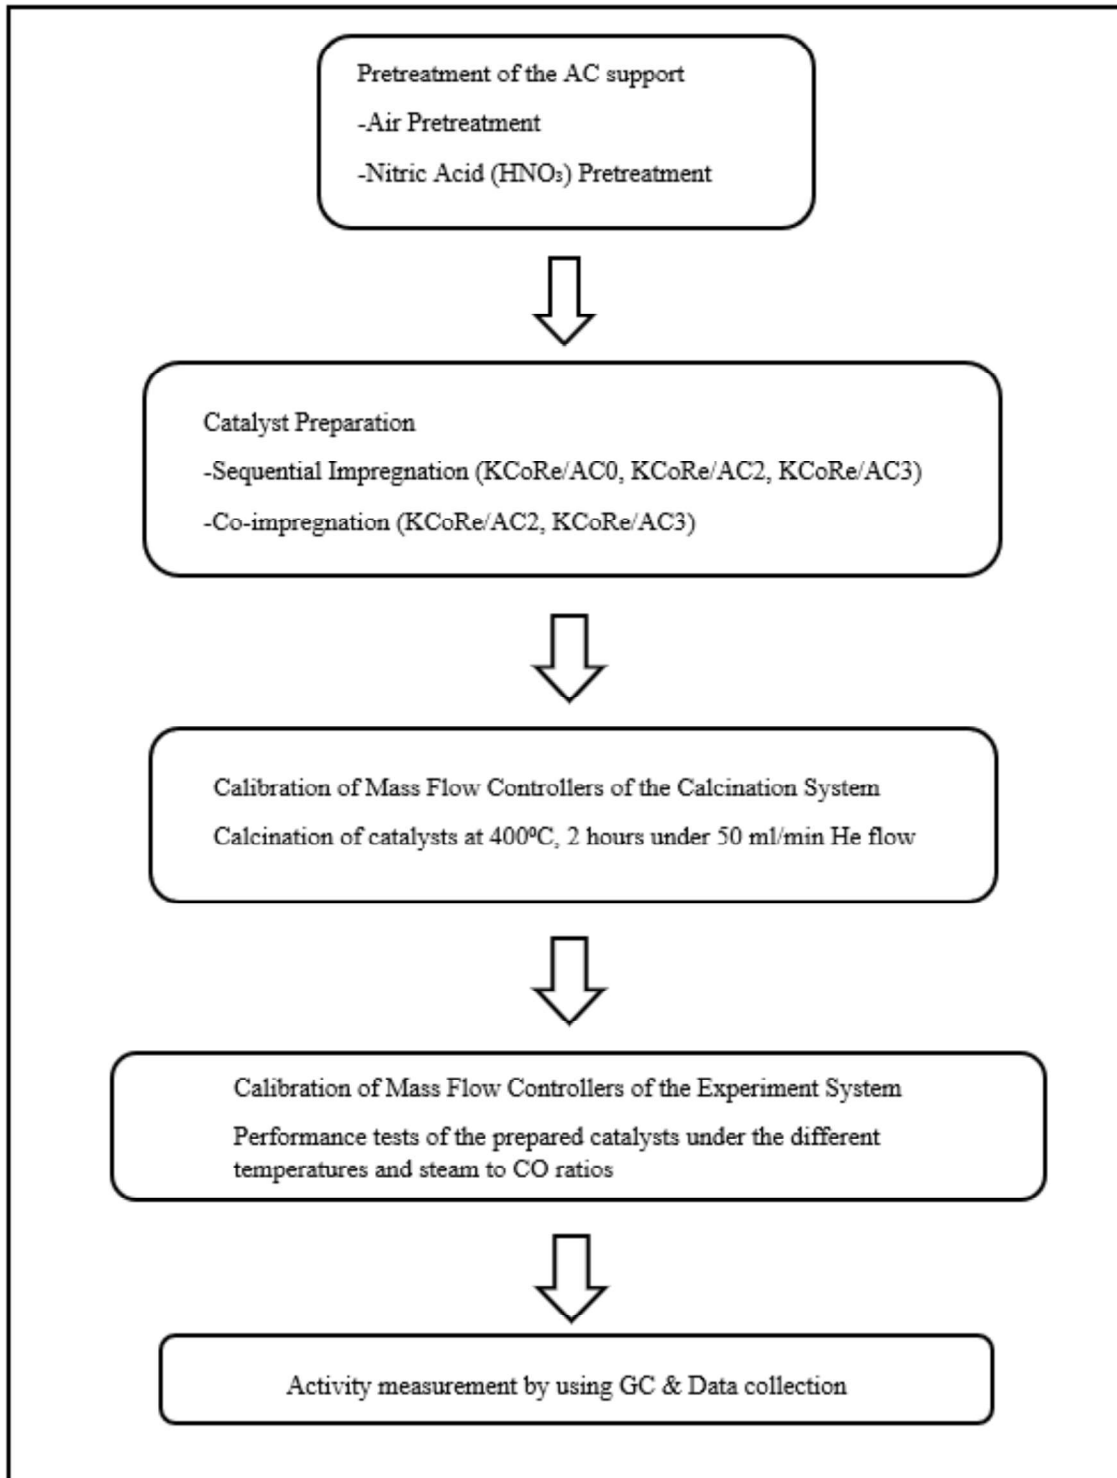 Pretreatment of the AC support
-Air Pretreatment
-Nitric Acid (HNO₃) Pretreatment
Catalyst Preparation
-Sequential Impregnation (KCoRe/AC0, KCoRe/AC2, KCoRe/AC3)
-Co-impregnation (KCoRe/AC2, KCoRe/AC3)
Calibration of Mass Flow Controllers of the Calcination System
Calcination of catalysts at 400⁰C, 2 hours under 50 ml/min He flow
Calibration of Mass Flow Controllers of the Experiment System
Performance tests of the prepared catalysts under the different
temperatures and steam to CO ratios
Activity measurement by using GC & Data collection